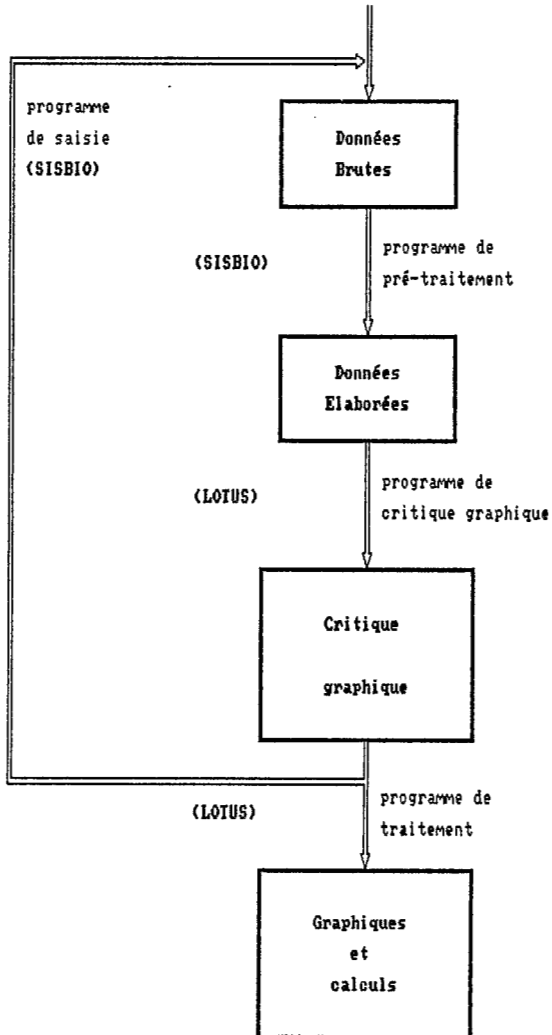 programme
de saisie
(SISBIO)
Données
Brutes
(SISBIO)
programme de
pré-traitement
Données
Elaborées
(LOTUS)
programme de
critique graphique
Critique
graphique
(LOTUS)
programme de
traitement
Graphiques
et
calculs